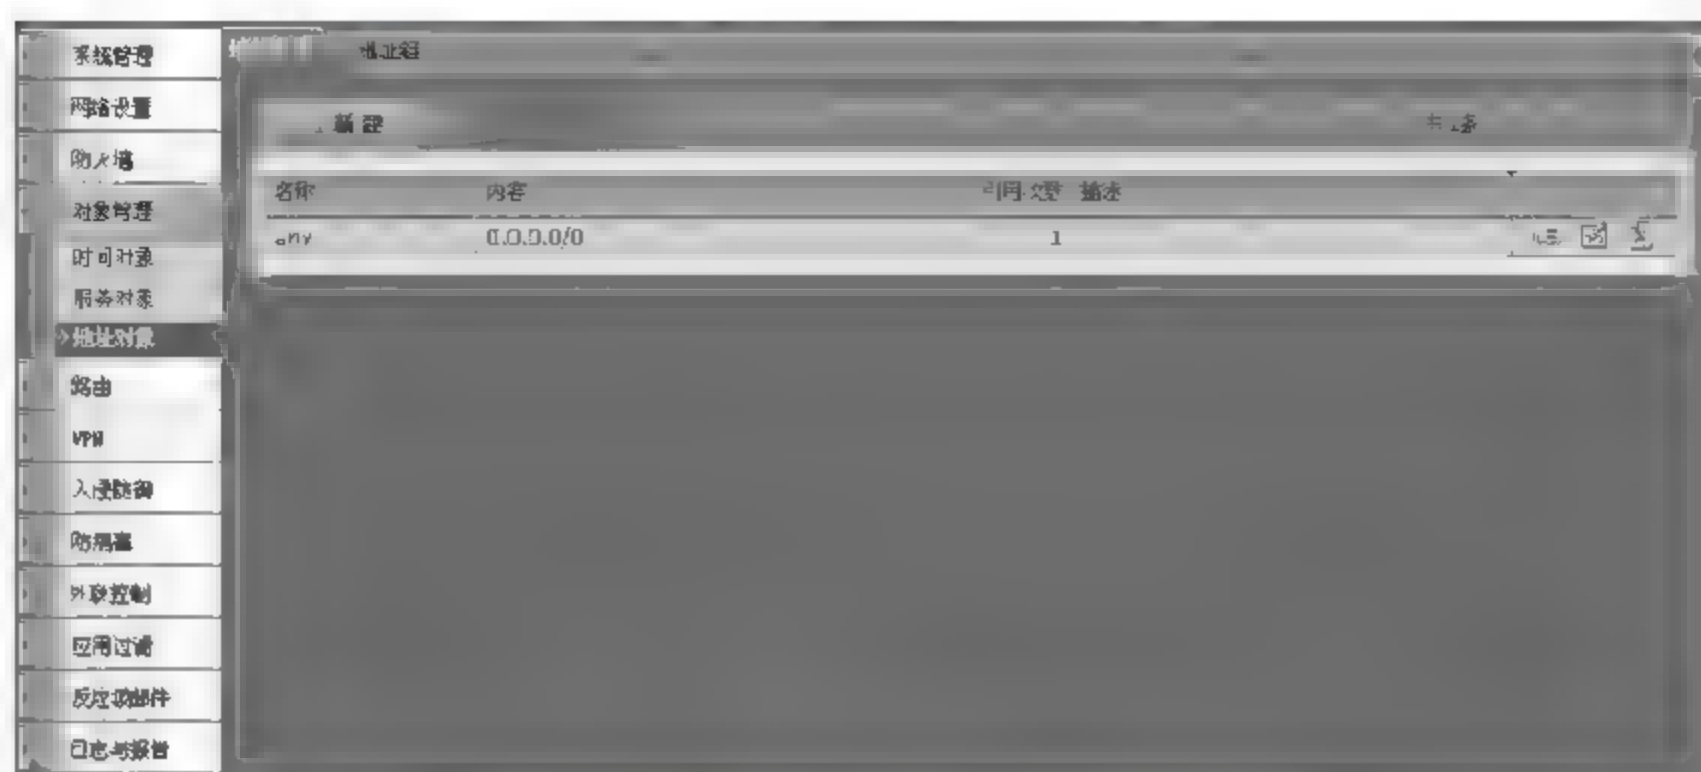 系统管理
网络设置
防火墙
对象管理
时间对象
服务对象
地址对象
路由
VPN
入侵防御
防病毒
外联控制
应用过滤
反垃圾邮件
日志与报告
地址组
新建
名称 内容 引用次数 描述
any 0.0.0.0/0 1